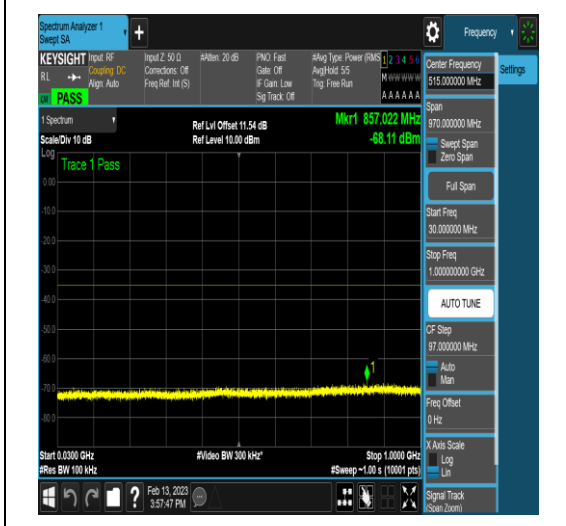 Spectrum Analyzer 1
Swept SA
+
Frequency
KEYSIGHT
RL
PASS
Input: RF
Coupling: DC
Align: Auto
Input Z: 50 Ω
Corrections: Off
Freq Ref: Int (S)
#Atten: 20 dB
PNO: Fast
Gate: Off
IF Gain: Low
Sig Track: Off
#Avg Type: Power (RMS
Avg|Hold: 5/5
Trig: Free Run
1 2 3 4 5 6
M W W W W W
A A A A A A
1 Spectrum
Scale/Div 10 dB
Ref Lvl Offset 11.54 dB
Ref Level 10.00 dBm
Mkr1 857.022 MHz
-68.11 dBm
Log
Trace 1 Pass
0.00
-10.0
-20.0
-30.0
-40.0
-50.0
-60.0
-70.0
-80.0
1
Start 0.0300 GHz
#Res BW 100 kHz
#Video BW 300 kHz*
Stop 1.0000 GHz
#Sweep ~1.00 s (10001 pts)
Feb 13, 2023
3:57:47 PM
?
Center Frequency
515.000000 MHz
Settings
Span
970.000000 MHz
Swept Span
Zero Span
Full Span
Start Freq
30.000000 MHz
Stop Freq
1.000000000 GHz
AUTO TUNE
CF Step
97.000000 MHz
Auto
Man
Freq Offset
0 Hz
X Axis Scale
Log
Lin
Signal Track
(Span Zoom)